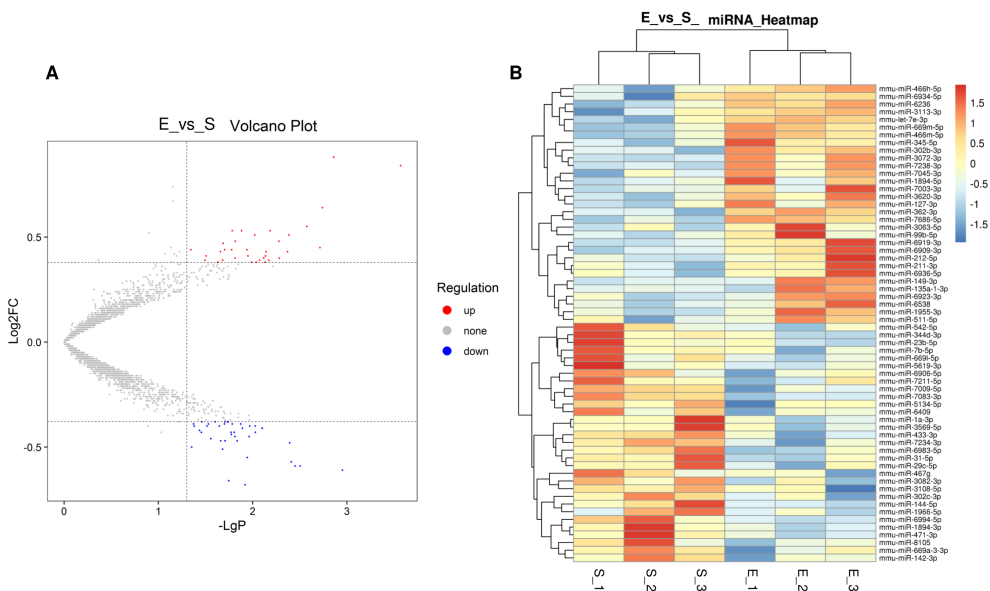 E_vs_S_ miRNA_Heatmap
A
B
E_vs_S Volcano Plot
Log2FC
0.5
0.0
-0.5
0
1
2
3
-LgP
Regulation
up
none
down
mmu-miR-466h-5p
mmu-miR-6934-5p
mmu-miR-6236
mmu-miR-3113-3p
mmu-let-7e-3p
mmu-miR-669m-5p
mmu-miR-466m-5p
mmu-miR-345-5p
mmu-miR-302b-3p
mmu-miR-3072-3p
mmu-miR-7238-3p
mmu-miR-7045-3p
mmu-miR-1894-5p
mmu-miR-7003-3p
mmu-miR-3620-3p
mmu-miR-127-3p
mmu-miR-362-3p
mmu-miR-7686-5p
mmu-miR-3063-5p
mmu-miR-99b-5p
mmu-miR-6919-3p
mmu-miR-6909-3p
mmu-miR-212-5p
mmu-miR-211-3p
mmu-miR-6936-5p
mmu-miR-149-3p
mmu-miR-135a-1-3p
mmu-miR-6923-3p
mmu-miR-6538
mmu-miR-1955-3p
mmu-miR-511-5p
mmu-miR-542-5p
mmu-miR-344d-3p
mmu-miR-23b-5p
mmu-miR-7b-5p
mmu-miR-669l-5p
mmu-miR-5619-3p
mmu-miR-6906-5p
mmu-miR-7211-5p
mmu-miR-7009-5p
mmu-miR-7083-3p
mmu-miR-5134-5p
mmu-miR-6409
mmu-miR-1a-3p
mmu-miR-3569-5p
mmu-miR-433-3p
mmu-miR-7234-3p
mmu-miR-6983-5p
mmu-miR-31-5p
mmu-miR-29c-5p
mmu-miR-467g
mmu-miR-3082-3p
mmu-miR-3108-5p
mmu-miR-302c-3p
mmu-miR-144-5p
mmu-miR-1966-5p
mmu-miR-6994-5p
mmu-miR-1894-3p
mmu-miR-471-3p
mmu-miR-8105
mmu-miR-669a-3-3p
mmu-miR-142-3p
S_1
S_2
S_3
E_1
E_2
E_3
1.5
1
0.5
0
-0.5
-1
-1.5